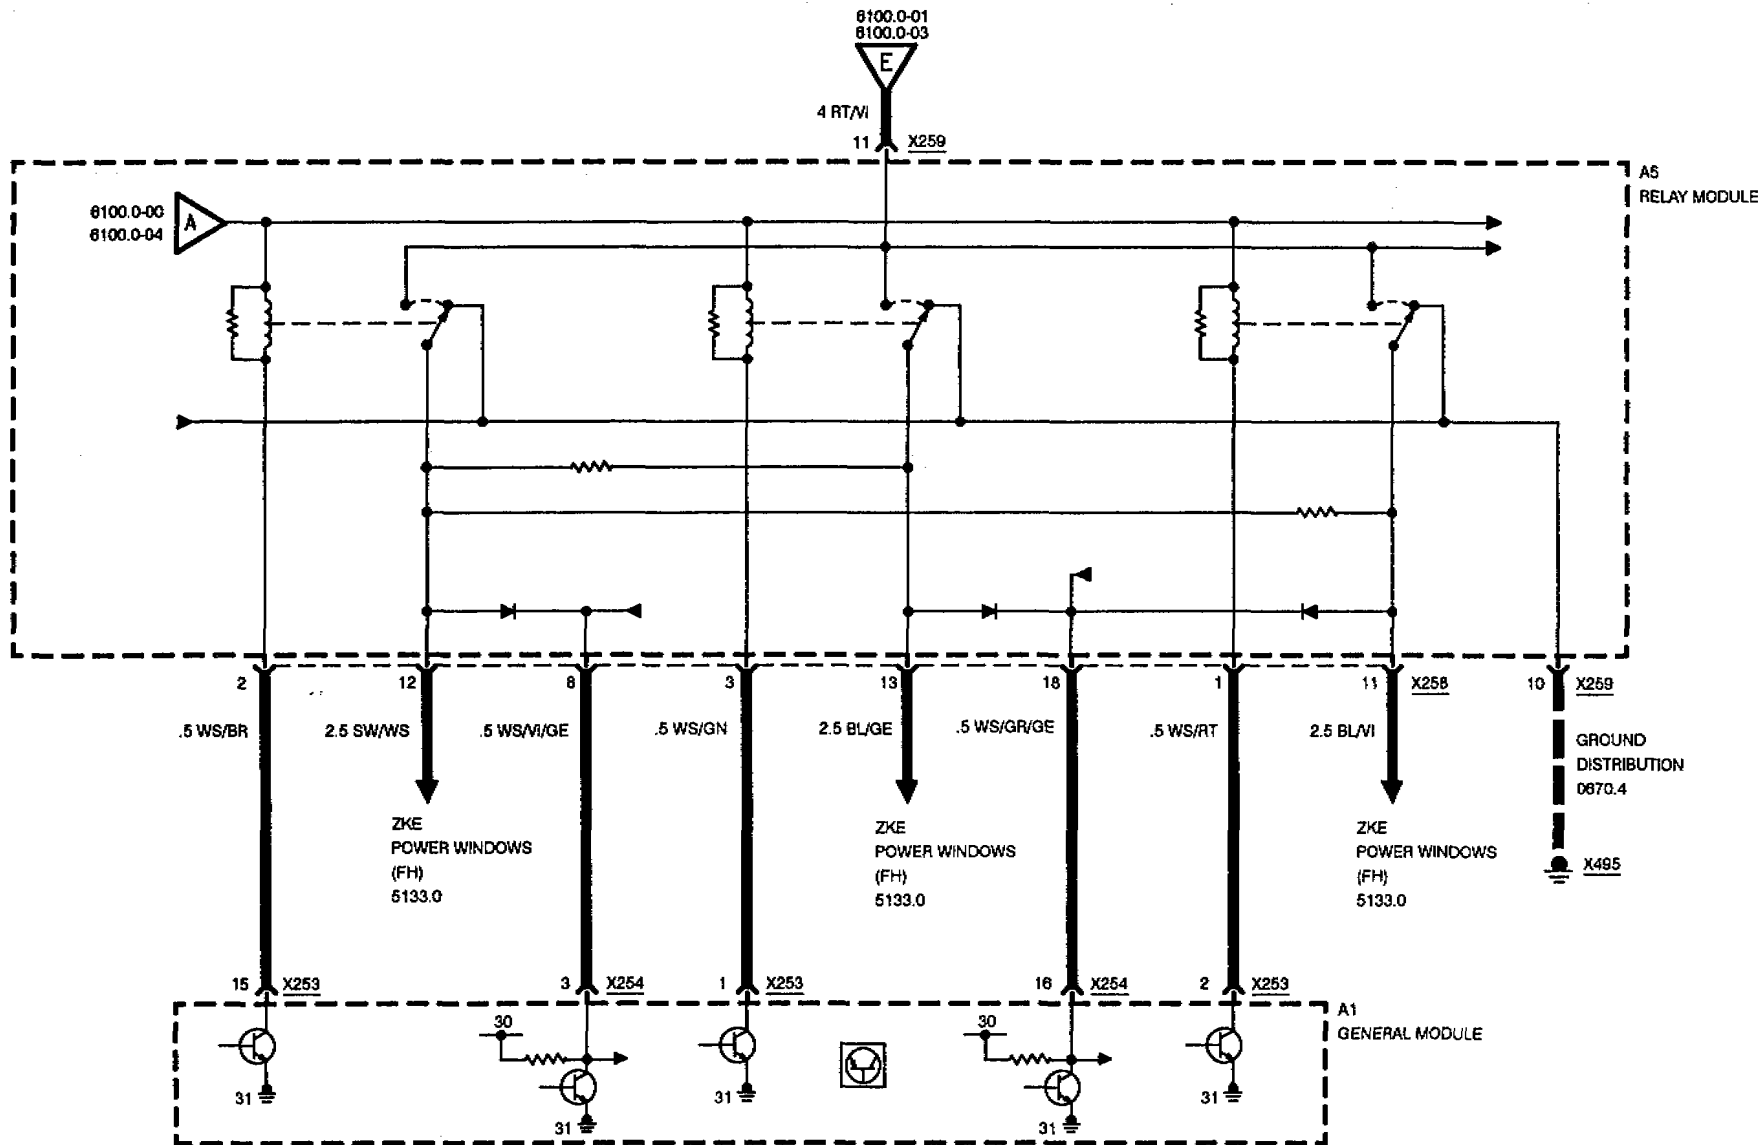 6100.0-01
6100.0-03
E
4 RT/VI
11 X259
A5
RELAY MODULE
6100.0-00
6100.0-04
A
2 12 8 3 13 18 1 11 X258 10 X259
.5 WS/BR 2.5 SW/WS .5 WS/VI/GE .5 WS/GN 2.5 BL/GE .5 WS/GR/GE .5 WS/RT 2.5 BL/VI
GROUND
DISTRIBUTION
0670.4
X495
ZKE
POWER WINDOWS
(FH)
5133.0
ZKE
POWER WINDOWS
(FH)
5133.0
ZKE
POWER WINDOWS
(FH)
5133.0
15 X253 3 X254 1 X253 16 X254 2 X253
A1
GENERAL MODULE
30 30
31 31 31 31 31